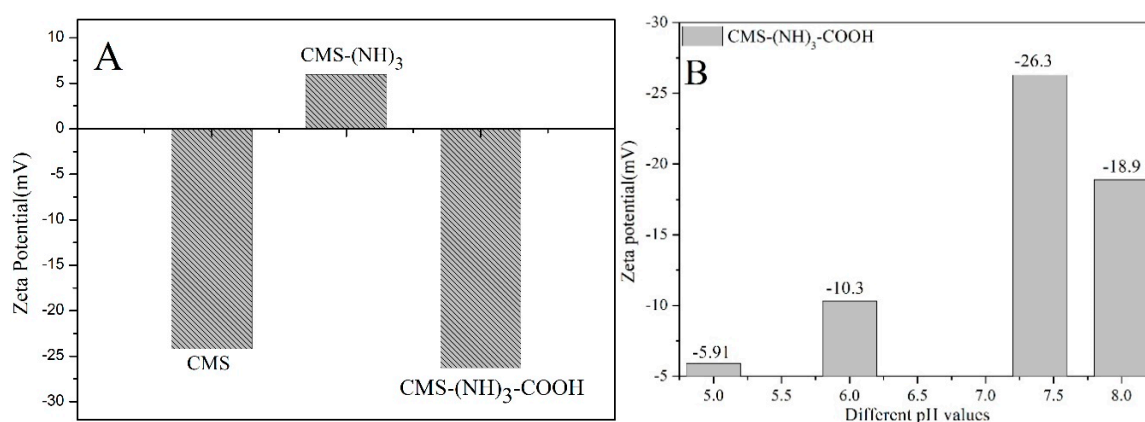 A
10
5
0
-5
-10
-15
-20
-25
-30
Zeta Potential(mV)
CMS-(NH)3
CMS
CMS-(NH)3-COOH
B
CMS-(NH)3-COOH
-30
-25
-20
-15
-10
-5
Zeta potential(mV)
-5.91
-10.3
-26.3
-18.9
5.0 5.5 6.0 6.5 7.0 7.5 8.0
Different pH values